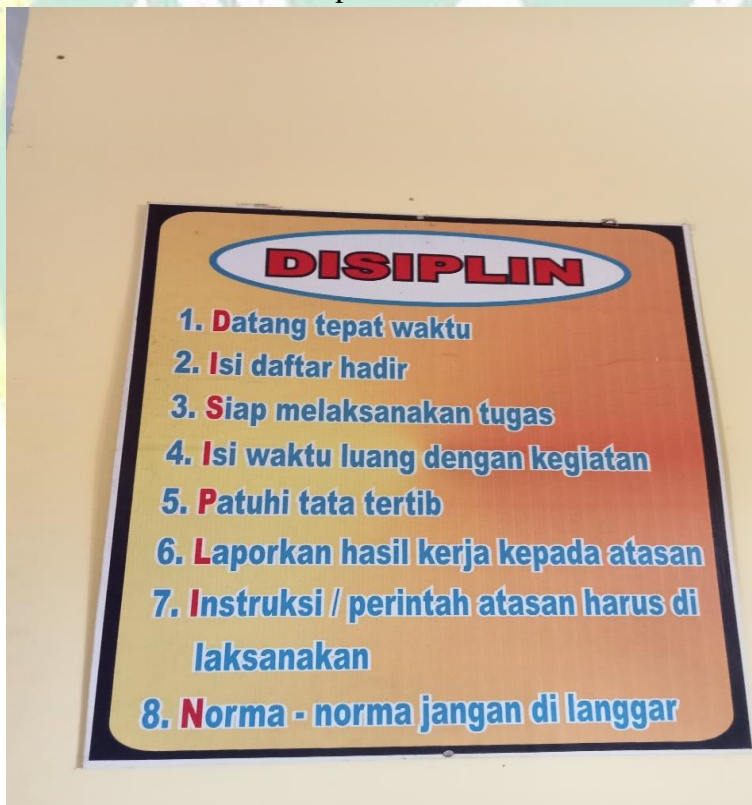 DISIPLIN
1. Datang tepat waktu
2. Isi daftar hadir
3. Siap melaksanakan tugas
4. Isi waktu luang dengan kegiatan
5. Patuhi tata tertib
6. Laporkan hasil kerja kepada atasan
7. Instruksi / perintah atasan harus di
laksanakan
8. Norma - norma jangan di langgar